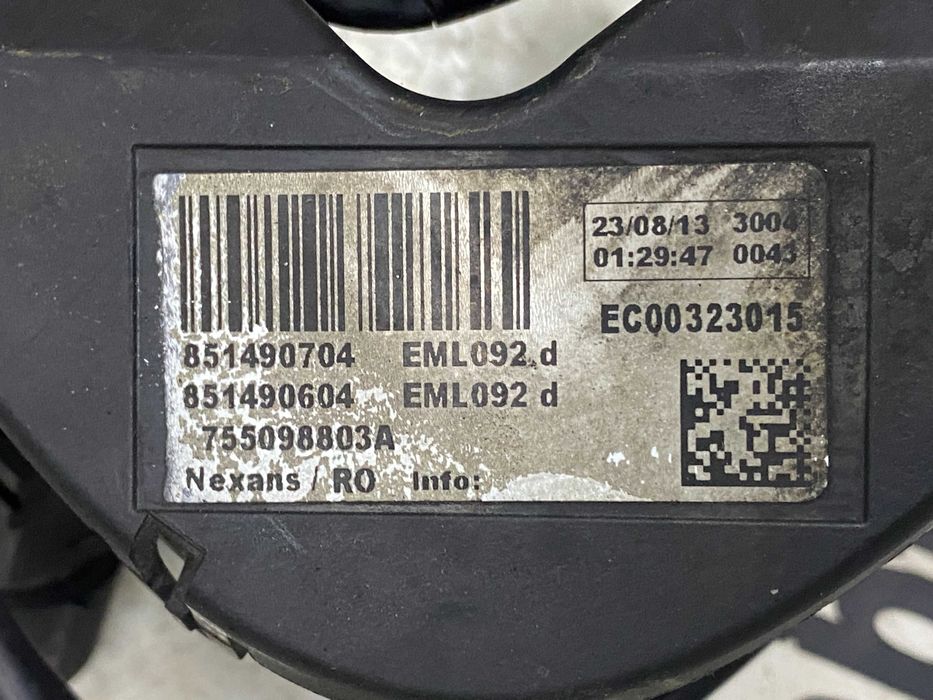 23/08/13 3004
01:29:47 0043
EC00323015
851490704 EML092.d
851490604 EML092 d
755098803A
Nexans / RO Info: